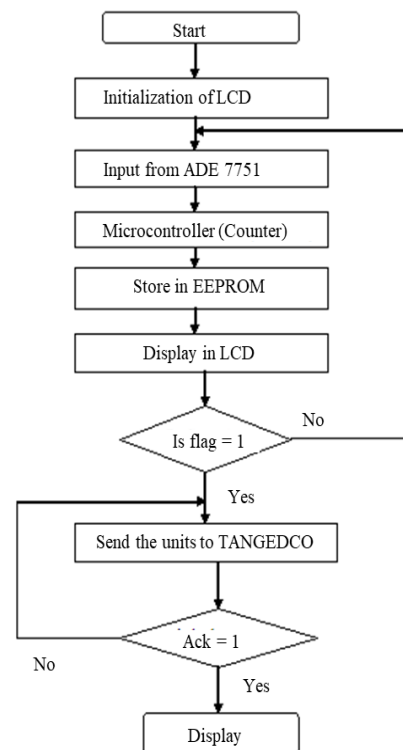 Start
Initialization of LCD
Input from ADE 7751
Microcontroller (Counter)
Store in EEPROM
Display in LCD
Is flag = 1
No
Yes
Send the units to TANGEDCO
Ack = 1
No
Yes
Display